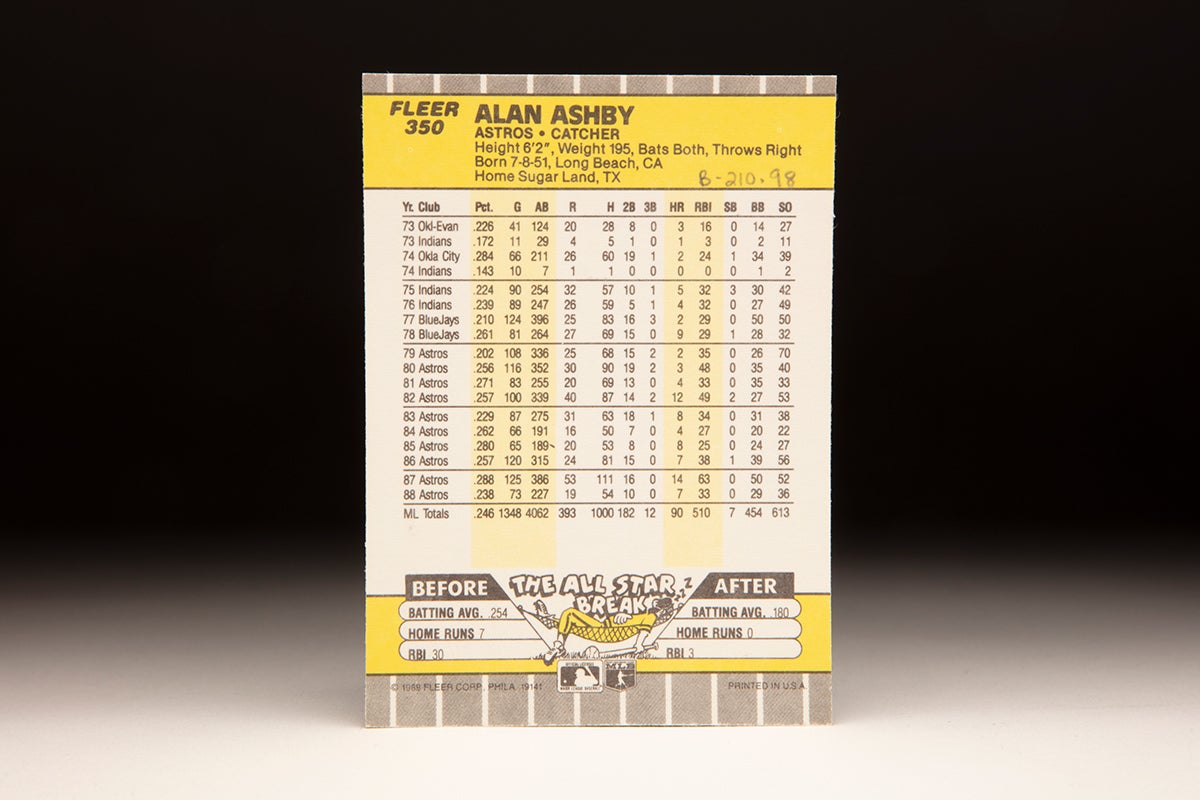 FLEER
350
ALAN ASHBY
ASTROS • CATCHER
Height 6'2", Weight 195, Bats Both, Throws Right
Born 7-8-51, Long Beach, CA
Home Sugar Land, TX
B-210.98
Yr. Club Pct. G AB R H 2B 3B HR RBI SB BB SO
73 Okl-Evan .226 41 124 20 28 8 0 3 16 0 14 27
73 Indians .172 11 29 4 5 1 0 1 3 0 2 11
74 Okla City .284 66 211 26 60 19 1 2 24 1 34 39
74 Indians .143 10 7 1 1 0 0 0 0 0 1 2
75 Indians .224 90 254 32 57 10 1 5 32 3 30 42
76 Indians .239 89 247 26 59 5 1 4 32 0 27 49
77 BlueJays .210 124 396 25 83 16 3 2 29 0 50 50
78 BlueJays .261 81 264 27 69 15 0 9 29 1 28 32
79 Astros .202 108 336 25 68 15 2 2 35 0 26 70
80 Astros .256 116 352 30 90 19 2 3 48 0 35 40
81 Astros .271 83 255 20 69 13 0 4 33 0 35 33
82 Astros .257 100 339 40 87 14 2 12 49 2 27 53
83 Astros .229 87 275 31 63 18 1 8 34 0 31 38
84 Astros .262 66 191 16 50 7 0 4 27 0 20 22
85 Astros .280 65 189 20 53 8 0 8 25 0 24 27
86 Astros .257 120 315 24 81 15 0 7 38 1 39 56
87 Astros .288 125 386 53 111 16 0 14 63 0 50 52
88 Astros .238 73 227 19 54 10 0 7 33 0 29 36
ML Totals .246 1348 4062 393 1000 182 12 90 510 7 454 613
BEFORE THE ALL STAR BREAK AFTER
ZZZ
BATTING AVG. .254 BATTING AVG. .180
HOME RUNS 7 HOME RUNS 0
RBI 30 RBI 3
MLB
© 1989 FLEER CORP., PHILA. 19141 PRINTED IN U.S.A.